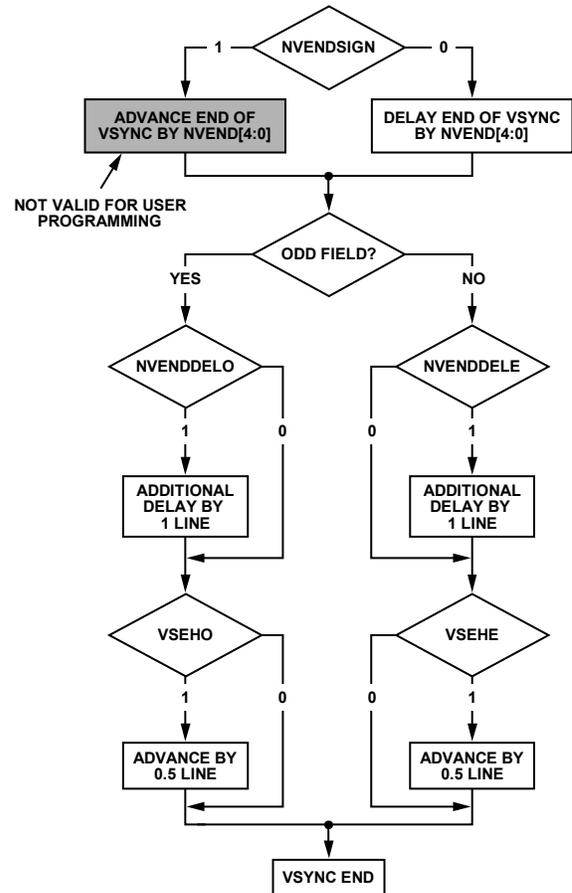 1
NVENDSIGN
0
ADVANCE END OF
VSYNC BY NVEND[4:0]
DELAY END OF VSYNC
BY NVEND[4:0]
NOT VALID FOR USER
PROGRAMMING
ODD FIELD?
YES
NO
NVENDDELO
NVENDDELE
1
0
0
1
ADDITIONAL
DELAY BY
1 LINE
ADDITIONAL
DELAY BY
1 LINE
VSEHO
VSEHE
1
0
0
1
ADVANCE BY
0.5 LINE
ADVANCE BY
0.5 LINE
VSYNC END